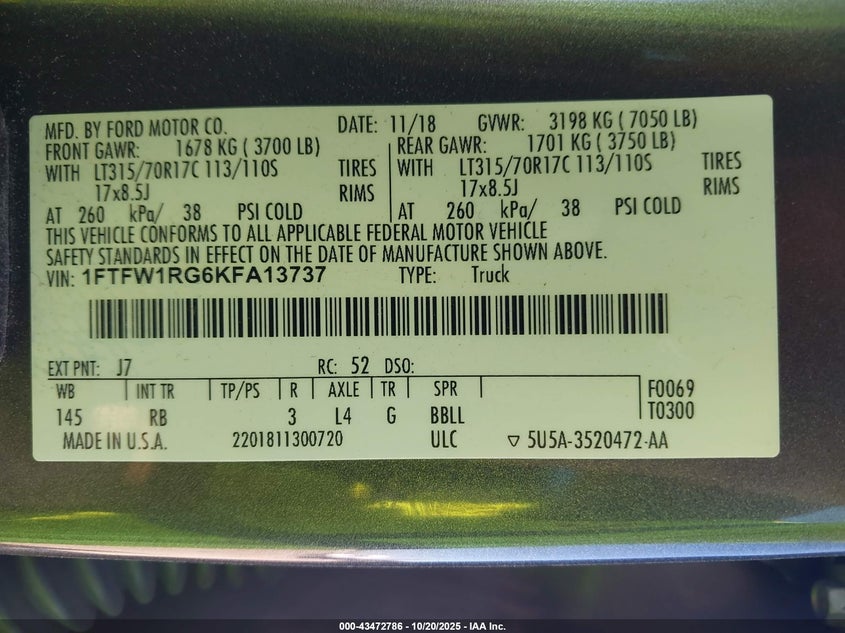 MFD. BY FORD MOTOR CO. DATE: 11/18 GVWR: 3198 KG ( 7050 LB)
FRONT GAWR: 1678 KG ( 3700 LB) REAR GAWR: 1701 KG ( 3750 LB)
WITH LT315/70R17C 113/110S TIRES WITH LT315/70R17C 113/110S TIRES
17x8.5J RIMS 17x8.5J RIMS
AT 260 kPa/ 38 PSI COLD AT 260 kPa/ 38 PSI COLD
THIS VEHICLE CONFORMS TO ALL APPLICABLE FEDERAL MOTOR VEHICLE
SAFETY STANDARDS IN EFFECT ON THE DATE OF MANUFACTURE SHOWN ABOVE.
VIN: 1FTFW1RG6KFA13737 TYPE: Truck
EXT PNT: J7 RC: 52 DSO:
WB INT TR TP/PS R AXLE TR SPR F0069
145 RB 3 L4 G BBLL T0300
MADE IN U.S.A. 2201811300720 ULC ▽ 5U5A-3520472-AA
000-43472786 - 10/20/2025 - IAA Inc.